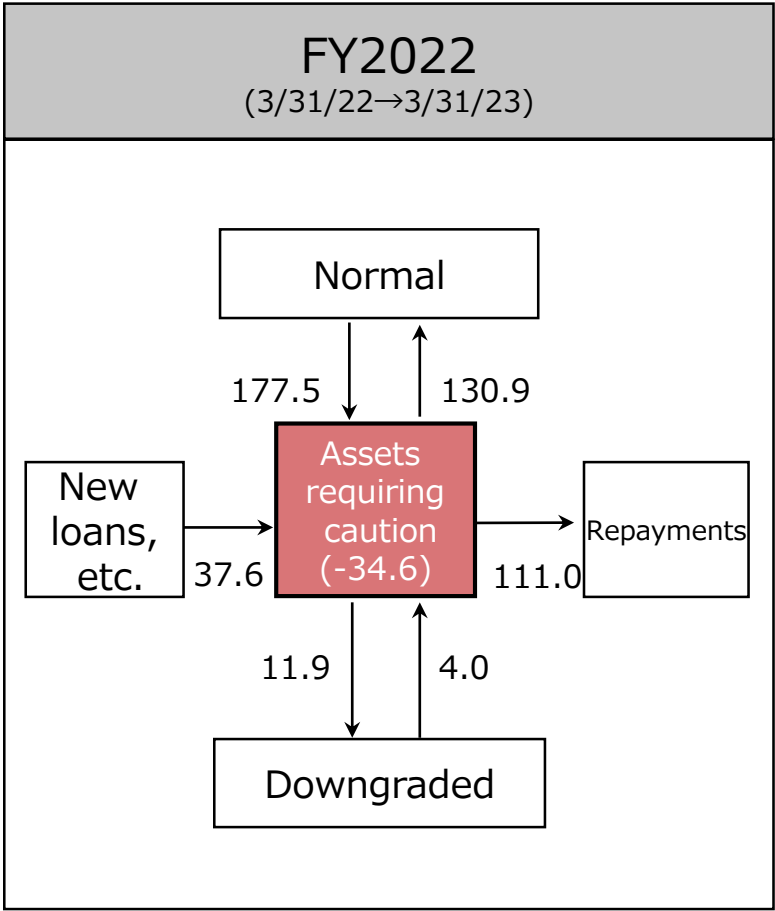 FY2022
(3/31/22→3/31/23)
Normal
177.5
130.9
New
loans,
etc.
37.6
Assets
requiring
caution
(-34.6)
Repayments
111.0
11.9
4.0
Downgraded